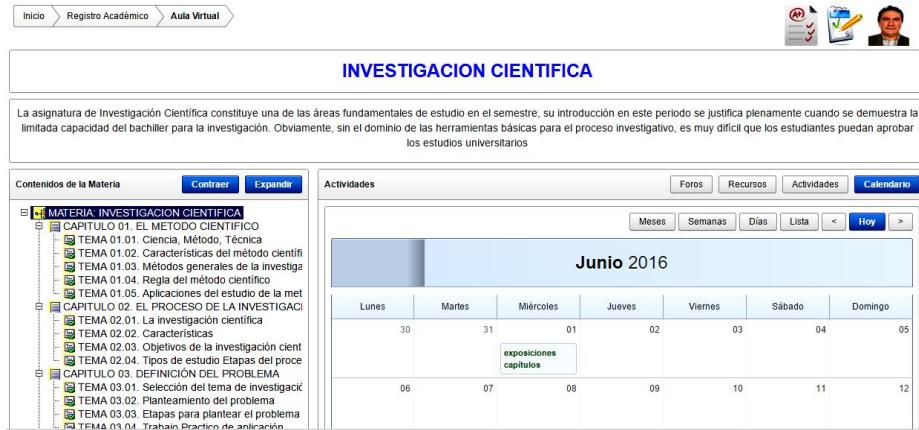 Inicio
Registro Académico
Aula Virtual
A+
INVESTIGACION CIENTIFICA
La asignatura de Investigación Científica constituye una de las áreas fundamentales de estudio en el semestre, su introducción en este periodo se justifica plenamente cuando se demuestra la
limitada capacidad del bachiller para la investigación. Obviamente, sin el dominio de las herramientas básicas para el proceso investigativo, es muy difícil que los estudiantes puedan aprobar
los estudios universitarios
Contenidos de la Materia
Contraer
Expandir
MATERIA: INVESTIGACION CIENTIFICA
CAPITULO 01. EL METODO CIENTIFICO
TEMA 01.01. Ciencia, Método, Técnica
TEMA 01.02. Características del método científi
TEMA 01.03. Métodos generales de la investiga
TEMA 01.04. Regla del método científico
TEMA 01.05. Aplicaciones del estudio de la met
CAPITULO 02. EL PROCESO DE LA INVESTIGACI
TEMA 02.01. La investigación científica
TEMA 02.02. Características
TEMA 02.03. Objetivos de la investigación cient
TEMA 02.04. Tipos de estudio Etapas del proce
CAPITULO 03. DEFINICIÓN DEL PROBLEMA
TEMA 03.01. Selección del tema de investigació
TEMA 03.02. Planteamiento del problema
TEMA 03.03. Etapas para plantear el problema
TEMA 03.04. Trabajo Practico de aplicación
Actividades
Foros
Recursos
Actividades
Calendario
Meses
Semanas
Días
Lista
<
Hoy
>
Junio 2016
Lunes Martes Miércoles Jueves Viernes Sábado Domingo
30 31 01 02 03 04 05
exposiciones
capítulos
06 07 08 09 10 11 12